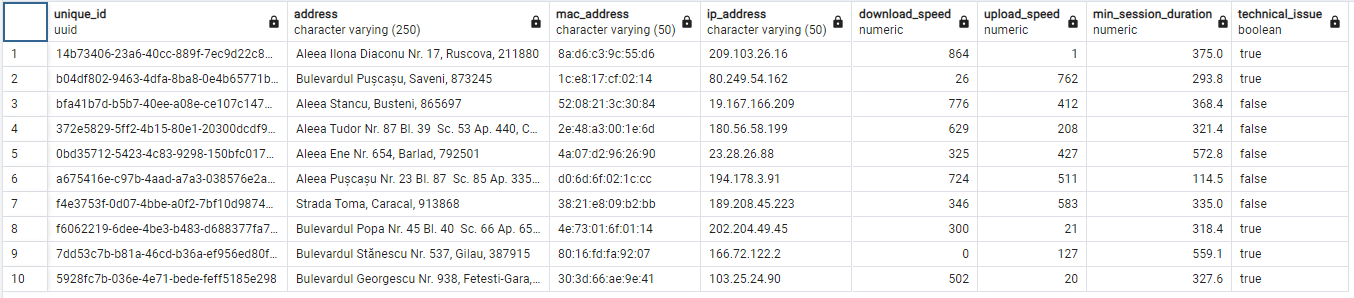 unique_id address mac_address ip_address download_speed upload_speed min_session_duration technical_issue
uuid character varying (250) character varying (50) character varying (50) numeric numeric numeric boolean
1 14b73406-23a6-40cc-889f-7ec9d22c8... Aleea Ilona Diaconu Nr. 17, Ruscova, 211880 8a:d6:c3:9c:55:d6 209.103.26.16 864 1 375.0 true
2 b04df802-9463-4dfa-8ba8-0e4b65771b... Bulevardul Pușcașu, Saveni, 873245 1c:e8:17:cf:02:14 80.249.54.162 26 762 293.8 true
3 bfa41b7d-b5b7-40ee-a08e-ce107c147... Aleea Stancu, Busteni, 865697 52:08:21:3c:30:84 19.167.166.209 776 412 368.4 false
4 372e5829-5ff2-4b15-80e1-20300dcdf9... Aleea Tudor Nr. 87 Bl. 39 Sc. 53 Ap. 440, C... 2e:48:a3:00:1e:6d 180.56.58.199 629 208 321.4 false
5 0bd35712-5423-4c83-9298-150bfc017... Aleea Ene Nr. 654, Barlad, 792501 4a:07:d2:96:26:90 23.28.26.88 325 427 572.8 false
6 a675416e-c97b-4aad-a7a3-038576e2a... Aleea Pușcașu Nr. 23 Bl. 87 Sc. 85 Ap. 335... d0:6d:6f:02:1c:cc 194.178.3.91 724 511 114.5 false
7 f4e3753f-0d07-4bbe-a0f2-7bf10d9874... Strada Toma, Caracal, 913868 38:21:e8:09:b2:bb 189.208.45.223 346 583 335.0 false
8 f6062219-6dee-4be3-b483-d688377fa7... Bulevardul Popa Nr. 45 Bl. 40 Sc. 66 Ap. 65... 4e:73:01:6f:01:14 202.204.49.45 300 21 318.4 true
9 7dd53c7b-b81a-46cd-b36a-ef956ed80f... Bulevardul Stănescu Nr. 537, Gilau, 387915 80:16:fd:fa:92:07 166.72.122.2 0 127 559.1 true
10 5928fc7b-036e-4e71-bede-feff5185e298 Bulevardul Georgescu Nr. 938, Fetesti-Gara,... 30:3d:66:ae:9e:41 103.25.24.90 502 20 327.6 true